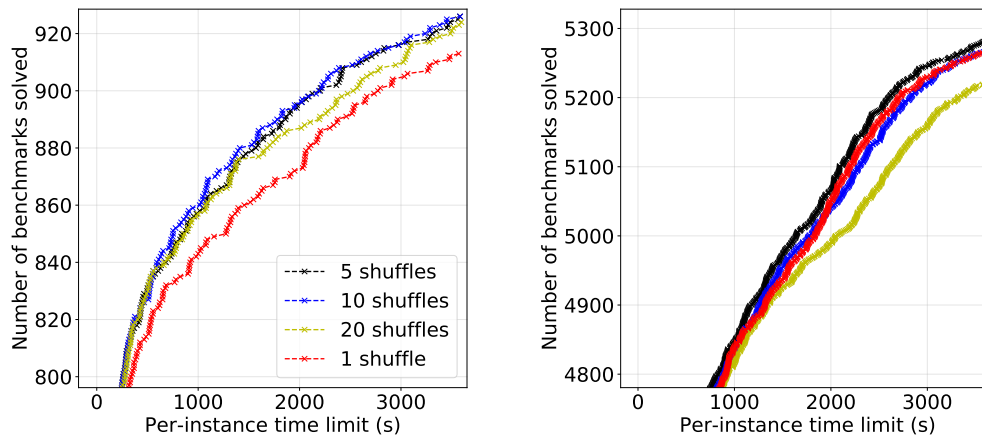 Number of benchmarks solved
920
900
880
860
840
820
800
0
1000
2000
3000
Per-instance time limit (s)
5 shuffles
10 shuffles
20 shuffles
1 shuffle
Number of benchmarks solved
5300
5200
5100
5000
4900
4800
0
1000
2000
3000
Per-instance time limit (s)